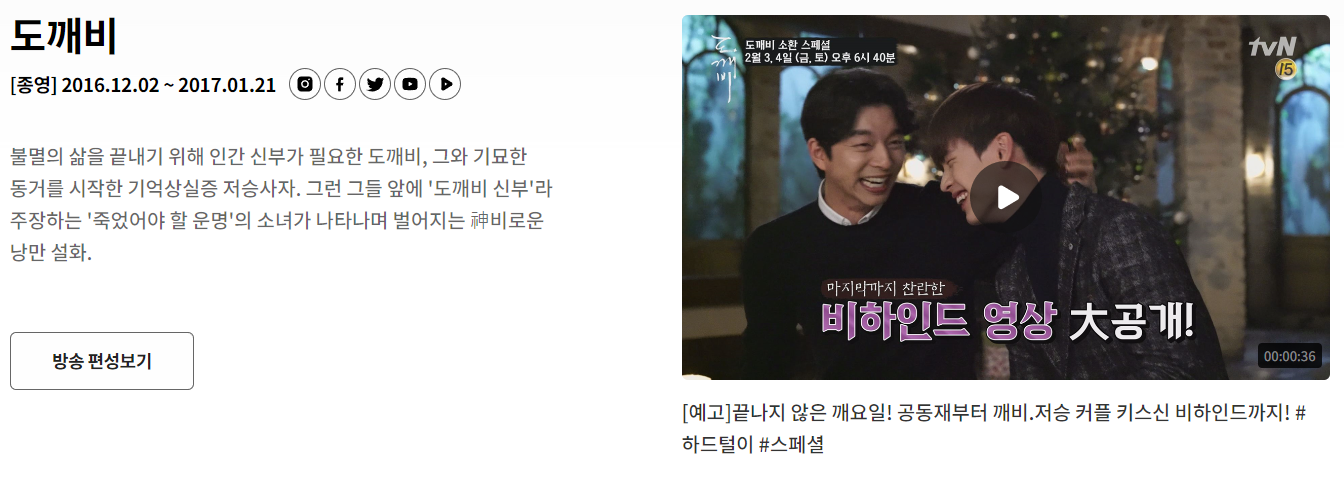 도깨비
[종영] 2016.12.02 ~ 2017.01.21
불멸의 삶을 끝내기 위해 인간 신부가 필요한 도깨비, 그와 기묘한
동거를 시작한 기억상실증 저승사자. 그런 그들 앞에 '도깨비 신부'라
주장하는 '죽었어야 할 운명'의 소녀가 나타나며 벌어지는 神비로운
낭만 설화.
방송 편성보기
도깨비
도깨비 소환 스페셜
2월 3, 4일 (금, 토) 오후 6시 40분
tvN
15
마지막까지 찬란한
비하인드 영상 大공개!
00:00:36
[예고]끝나지 않은 깨요일! 공동재부터 깨비.저승 커플 키스신 비하인드까지! #
하드털이 #스페셜